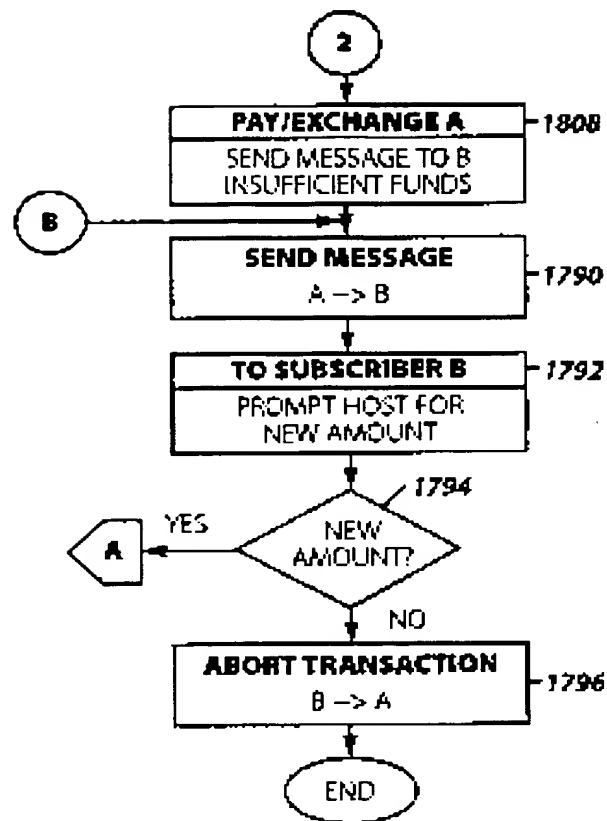 2
PAY/EXCHANGE A
1808
SEND MESSAGE TO B
INSUFFICIENT FUNDS
B
SEND MESSAGE
1790
A -> B
TO SUBSCRIBER B
1792
PROMPT HOST FOR
NEW AMOUNT
1794
YES
NEW
AMOUNT?
A
NO
ABORT TRANSACTION
1796
B -> A
END